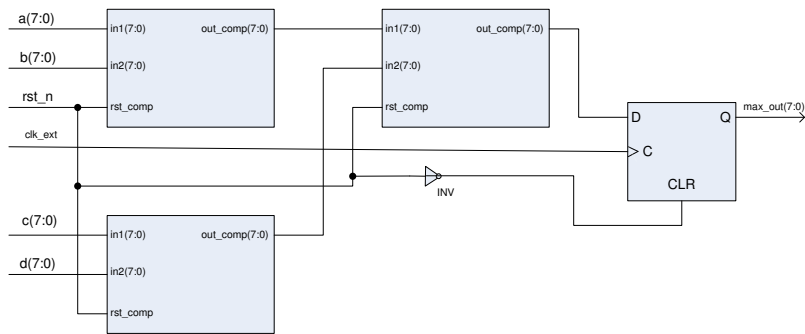 a(7:0)
in1(7:0)
out_comp(7:0)
in1(7:0)
out_comp(7:0)
b(7:0)
in2(7:0)
in2(7:0)
rst_n
rst_comp
rst_comp
D
Q
max_out(7:0)
clk_ext
C
CLR
INV
c(7:0)
in1(7:0)
out_comp(7:0)
d(7:0)
in2(7:0)
rst_comp